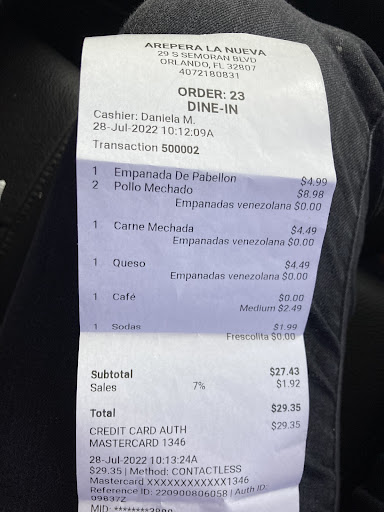 AREPERA LA NUEVA
29 S SEMORAN BLVD
ORLANDO, FL 32807
4072180831
ORDER: 23
DINE-IN
Cashier: Daniela M.
28-Jul-2022 10:12:09A
Transaction 500002
1 Empanada De Pabellon $4.99
2 Pollo Mechado $8.98
Empanadas venezolana $0.00
1 Carne Mechada $4.49
Empanadas venezolana $0.00
1 Queso $4.49
Empanadas venezolana $0.00
1 Café $0.00
Medium $2.49
1 Sodas $1.99
Frescolita $0.00
Subtotal $27.43
Sales 7% $1.92
Total $29.35
CREDIT CARD AUTH $29.35
MASTERCARD 1346
28-Jul-2022 10:13:24A
$29.35 | Method: CONTACTLESS
Mastercard XXXXXXXXXXXX1346
Reference ID: 220900806058 | Auth ID:
09837Z
MID: ********